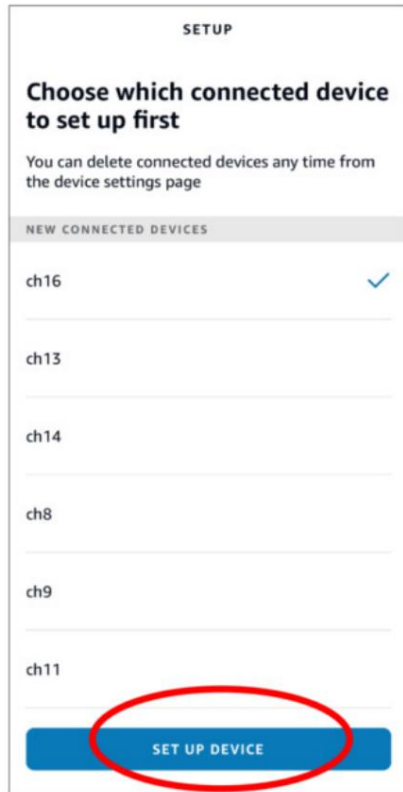 SETUP
Choose which connected device
to set up first
You can delete connected devices any time from
the device settings page
NEW CONNECTED DEVICES
ch16
ch13
ch14
ch8
ch9
ch11
SET UP DEVICE